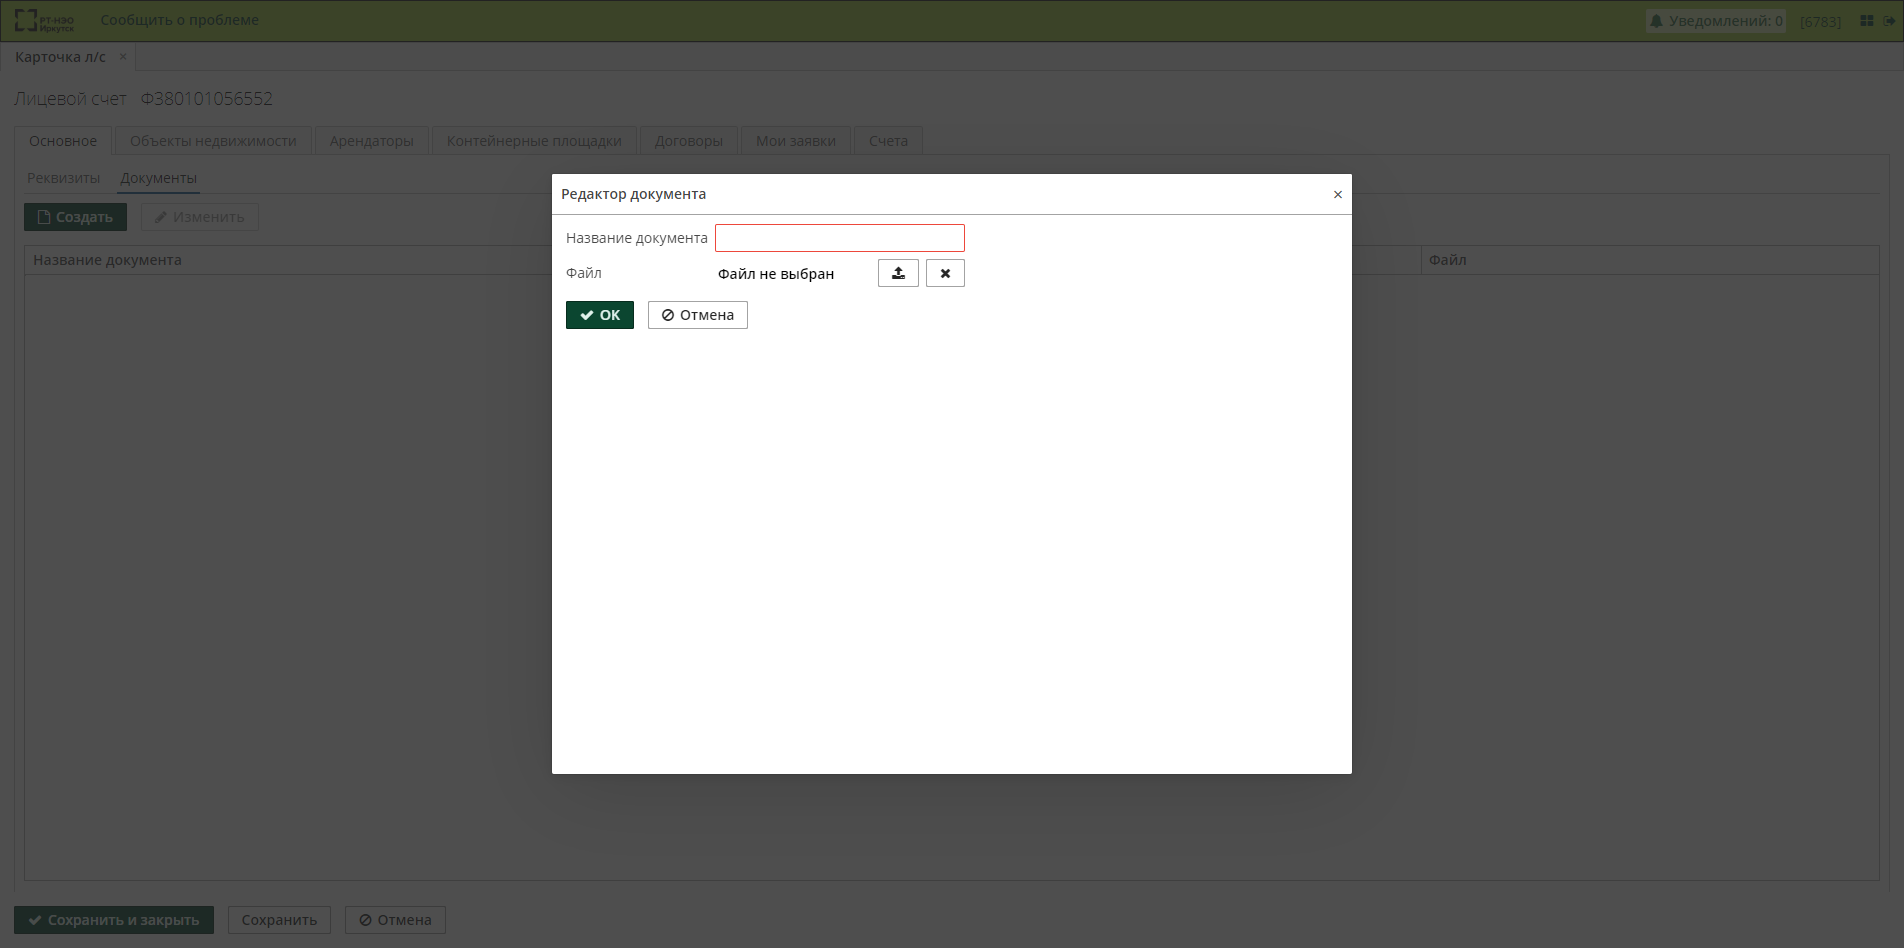 РТ-НЭО
Иркутск
Сообщить о проблеме
Уведомлений: 0
[6783]
Карточка л/с ×
Лицевой счет Ф380101056552
Основное Объекты недвижимости Арендаторы Контейнерные площадки Договоры Мои заявки Счета
Реквизиты Документы
Создать Изменить
Название документа Файл
Редактор документа ×
Название документа
Файл Файл не выбран
ОК Отмена
Сохранить и закрыть Сохранить Отмена